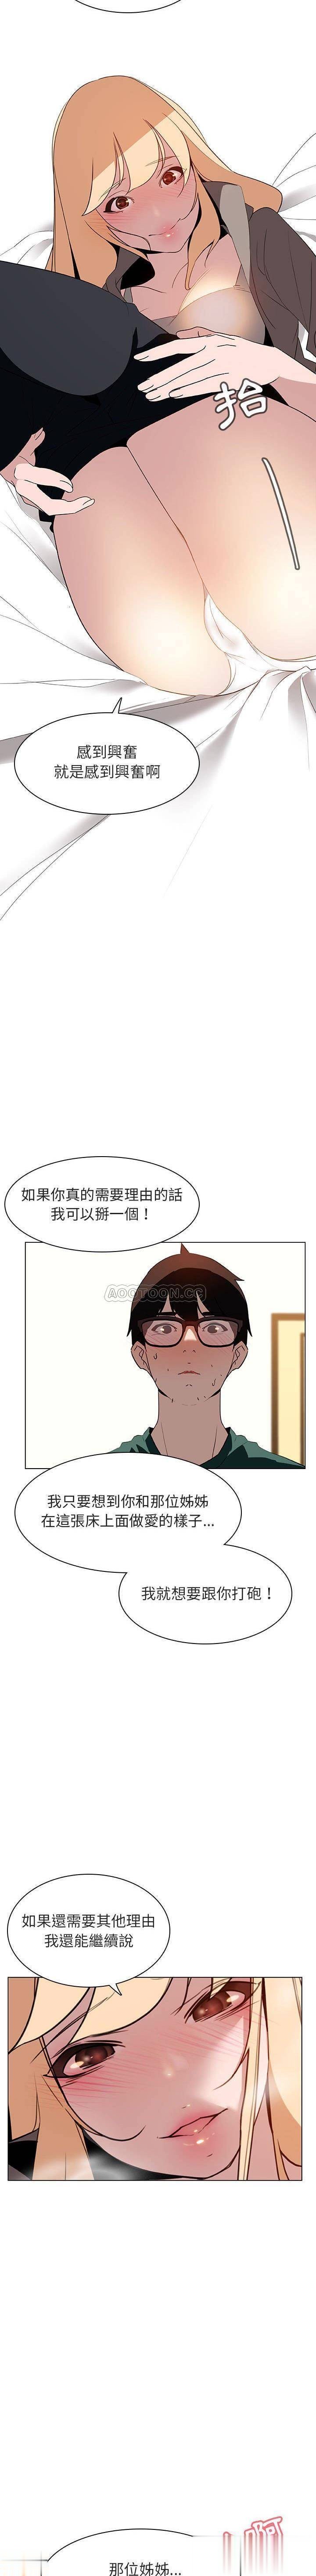 抬
感到興奮
就是感到興奮啊
如果你真的需要理由的話
我可以掰一個！
AOOTOON.CC
我只要想到你和那位姊姊
在這張床上面做愛的樣子...
我就想要跟你打砲！
如果還需要其他理由
我還能繼續說
啊
那位姊姊...